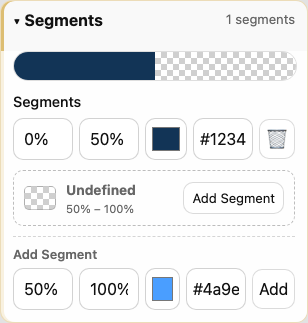 ▾ Segments 1 segments
Segments
0% 50% #1234
Undefined
50% – 100%
Add Segment
Add Segment
50% 100% #4a9e Add